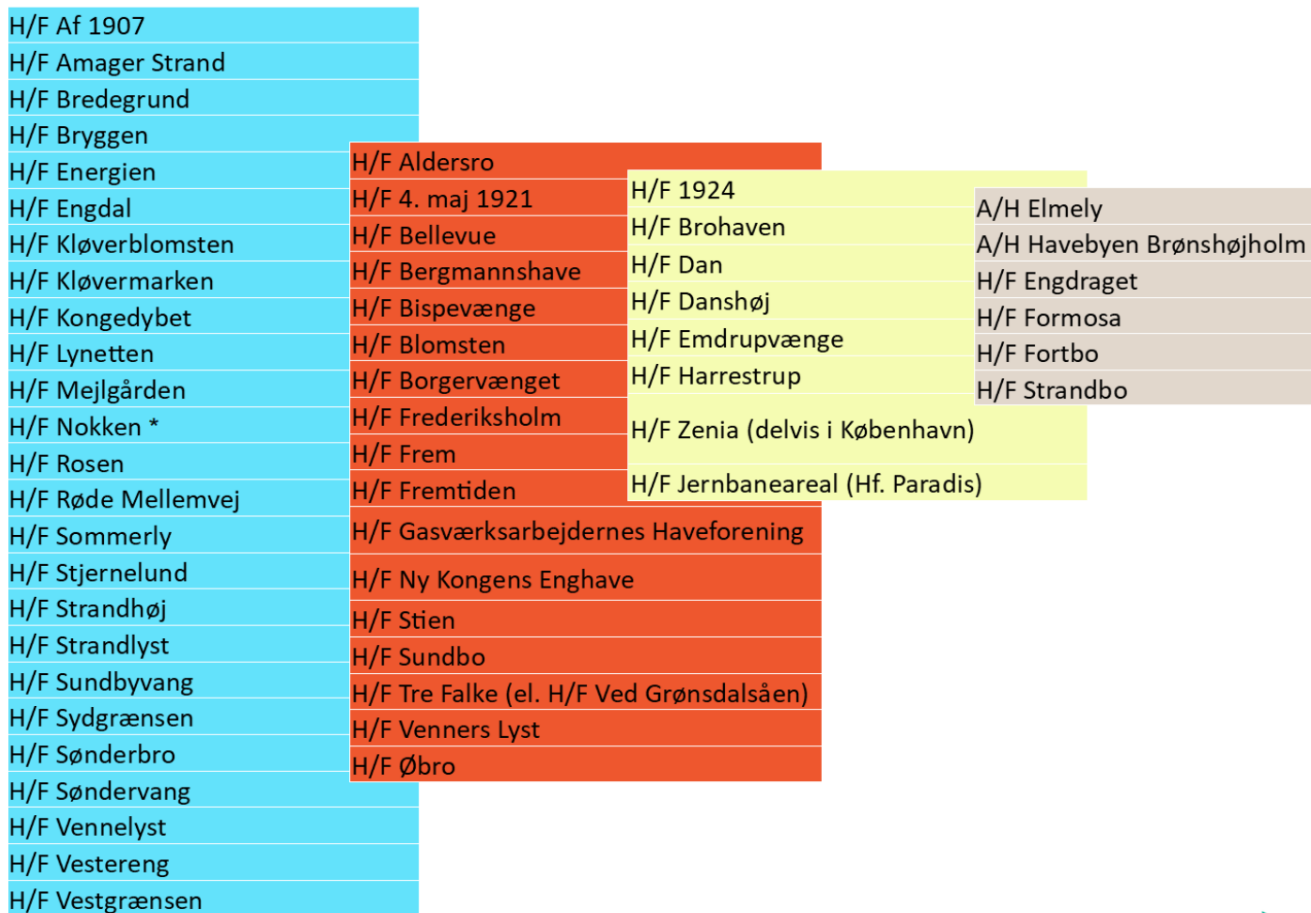 H/F Af 1907
H/F Amager Strand
H/F Bredegrund
H/F Bryggen
H/F Energien
H/F Engdal
H/F Kløverblomsten
H/F Kløvermarken
H/F Kongedybet
H/F Lynetten
H/F Mejlgården
H/F Nokken *
H/F Rosen
H/F Røde Mellemvej
H/F Sommerly
H/F Stjernelund
H/F Strandhøj
H/F Strandlyst
H/F Sundbyvang
H/F Sydgrænsen
H/F Sønderbro
H/F Søndervang
H/F Vennelyst
H/F Vestereng
H/F Vestgrænsen
H/F Aldersro
H/F 4. maj 1921
H/F Bellevue
H/F Bergmannshave
H/F Bispevænge
H/F Blomsten
H/F Borgervænget
H/F Frederiksholm
H/F Frem
H/F Fremtiden
H/F Gasværksarbejdernes Haveforening
H/F Ny Kongens Enghave
H/F Stien
H/F Sundbo
H/F Tre Falke (el. H/F Ved Grønsdalsåen)
H/F Venners Lyst
H/F Øbro
H/F 1924
H/F Brohaven
H/F Dan
H/F Danshøj
H/F Emdrupvænge
H/F Harrestrup
H/F Zenia (delvis i København)
H/F Jernbaneareal (Hf. Paradis)
A/H Elmely
A/H Havebyen Brønshøjholm
H/F Engdraget
H/F Formosa
H/F Fortbo
H/F Strandbo